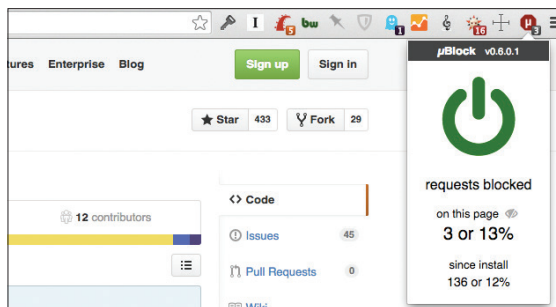 I 5 bw 1 16 3
µBlock v0.6.0.1
tures Enterprise Blog Sign up Sign in
Star 433 Fork 29
requests blocked
on this page
3 or 13%
since install
136 or 12%
12 contributors
Code
Issues 45
Pull Requests 0
Wiki